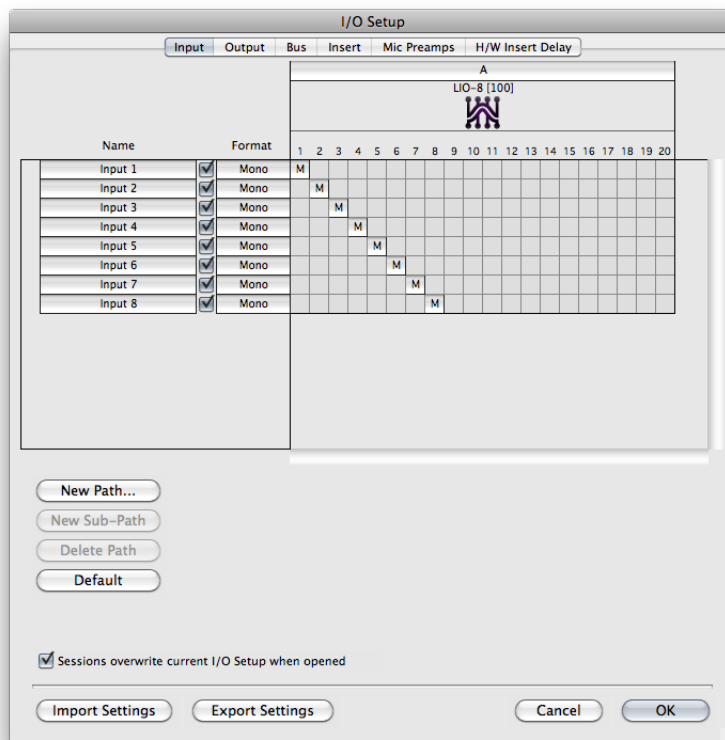 I/O Setup
Input Output Bus Insert Mic Preamps H/W Insert Delay
A
LIO-8 [100]
Name Format 1 2 3 4 5 6 7 8 9 10 11 12 13 14 15 16 17 18 19 20
Input 1 Mono M
Input 2 Mono M
Input 3 Mono M
Input 4 Mono M
Input 5 Mono M
Input 6 Mono M
Input 7 Mono M
Input 8 Mono M
New Path...
New Sub-Path
Delete Path
Default
Sessions overwrite current I/O Setup when opened
Import Settings Export Settings Cancel OK